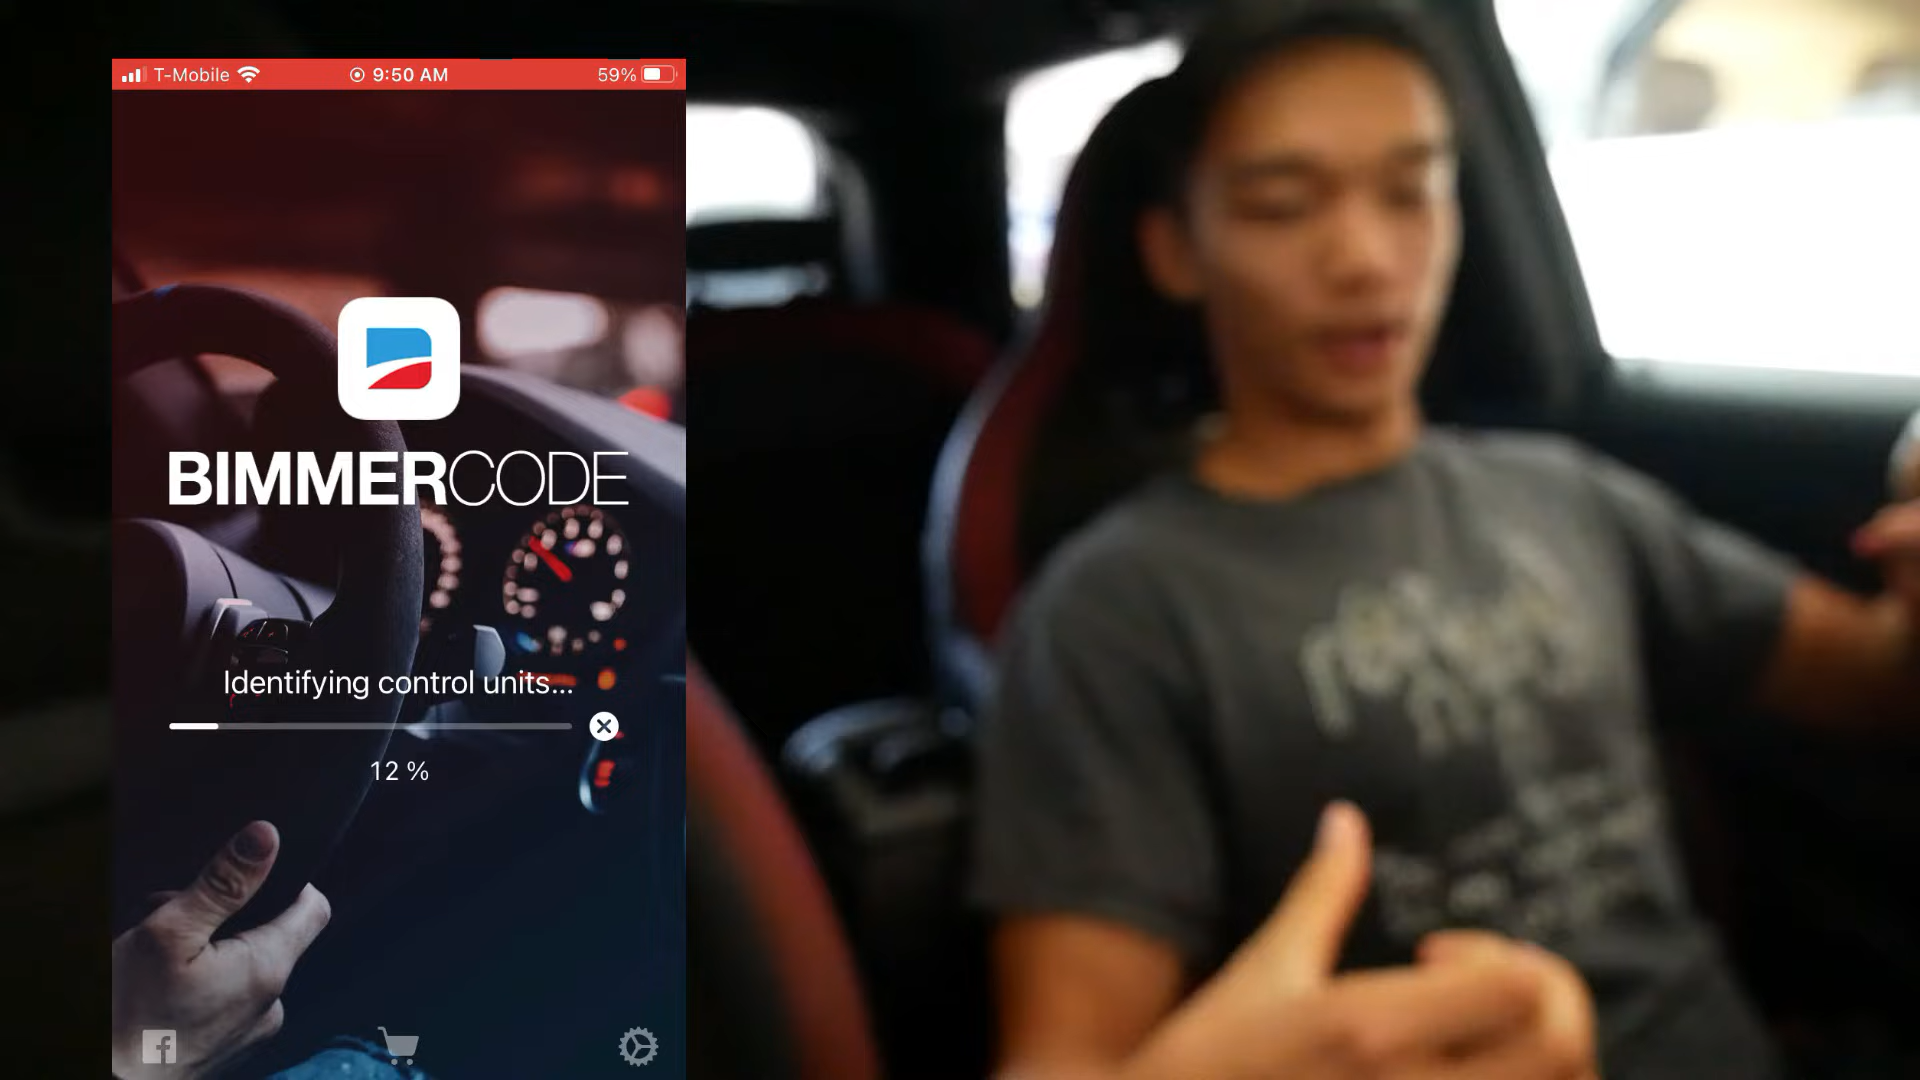 T-Mobile 9:50 AM 59%
BIMMERCODE
Identifying control units...
12 %